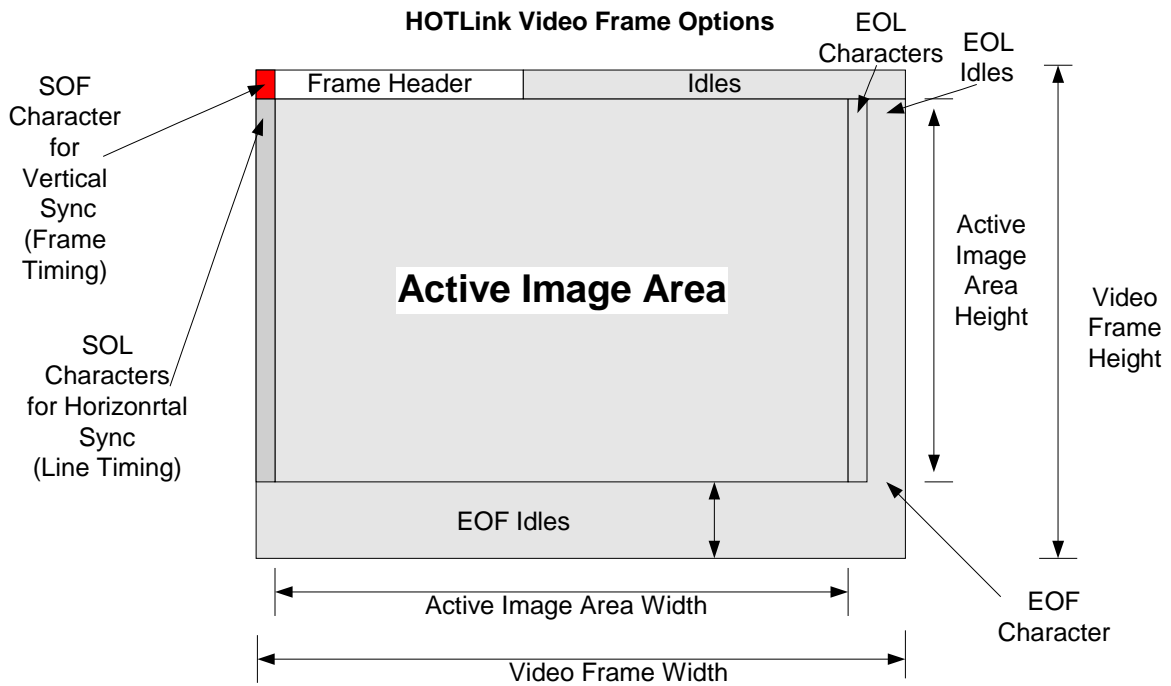 HOTLink Video Frame Options
EOL
Characters
EOL
Idles
SOF
Character
for
Vertical
Sync
(Frame
Timing)
Frame Header
Idles
Active Image Area
Active
Image
Area
Height
Video
Frame
Height
SOL
Characters
for Horizonrtal
Sync
(Line Timing)
EOF Idles
Active Image Area Width
EOF
Character
Video Frame Width